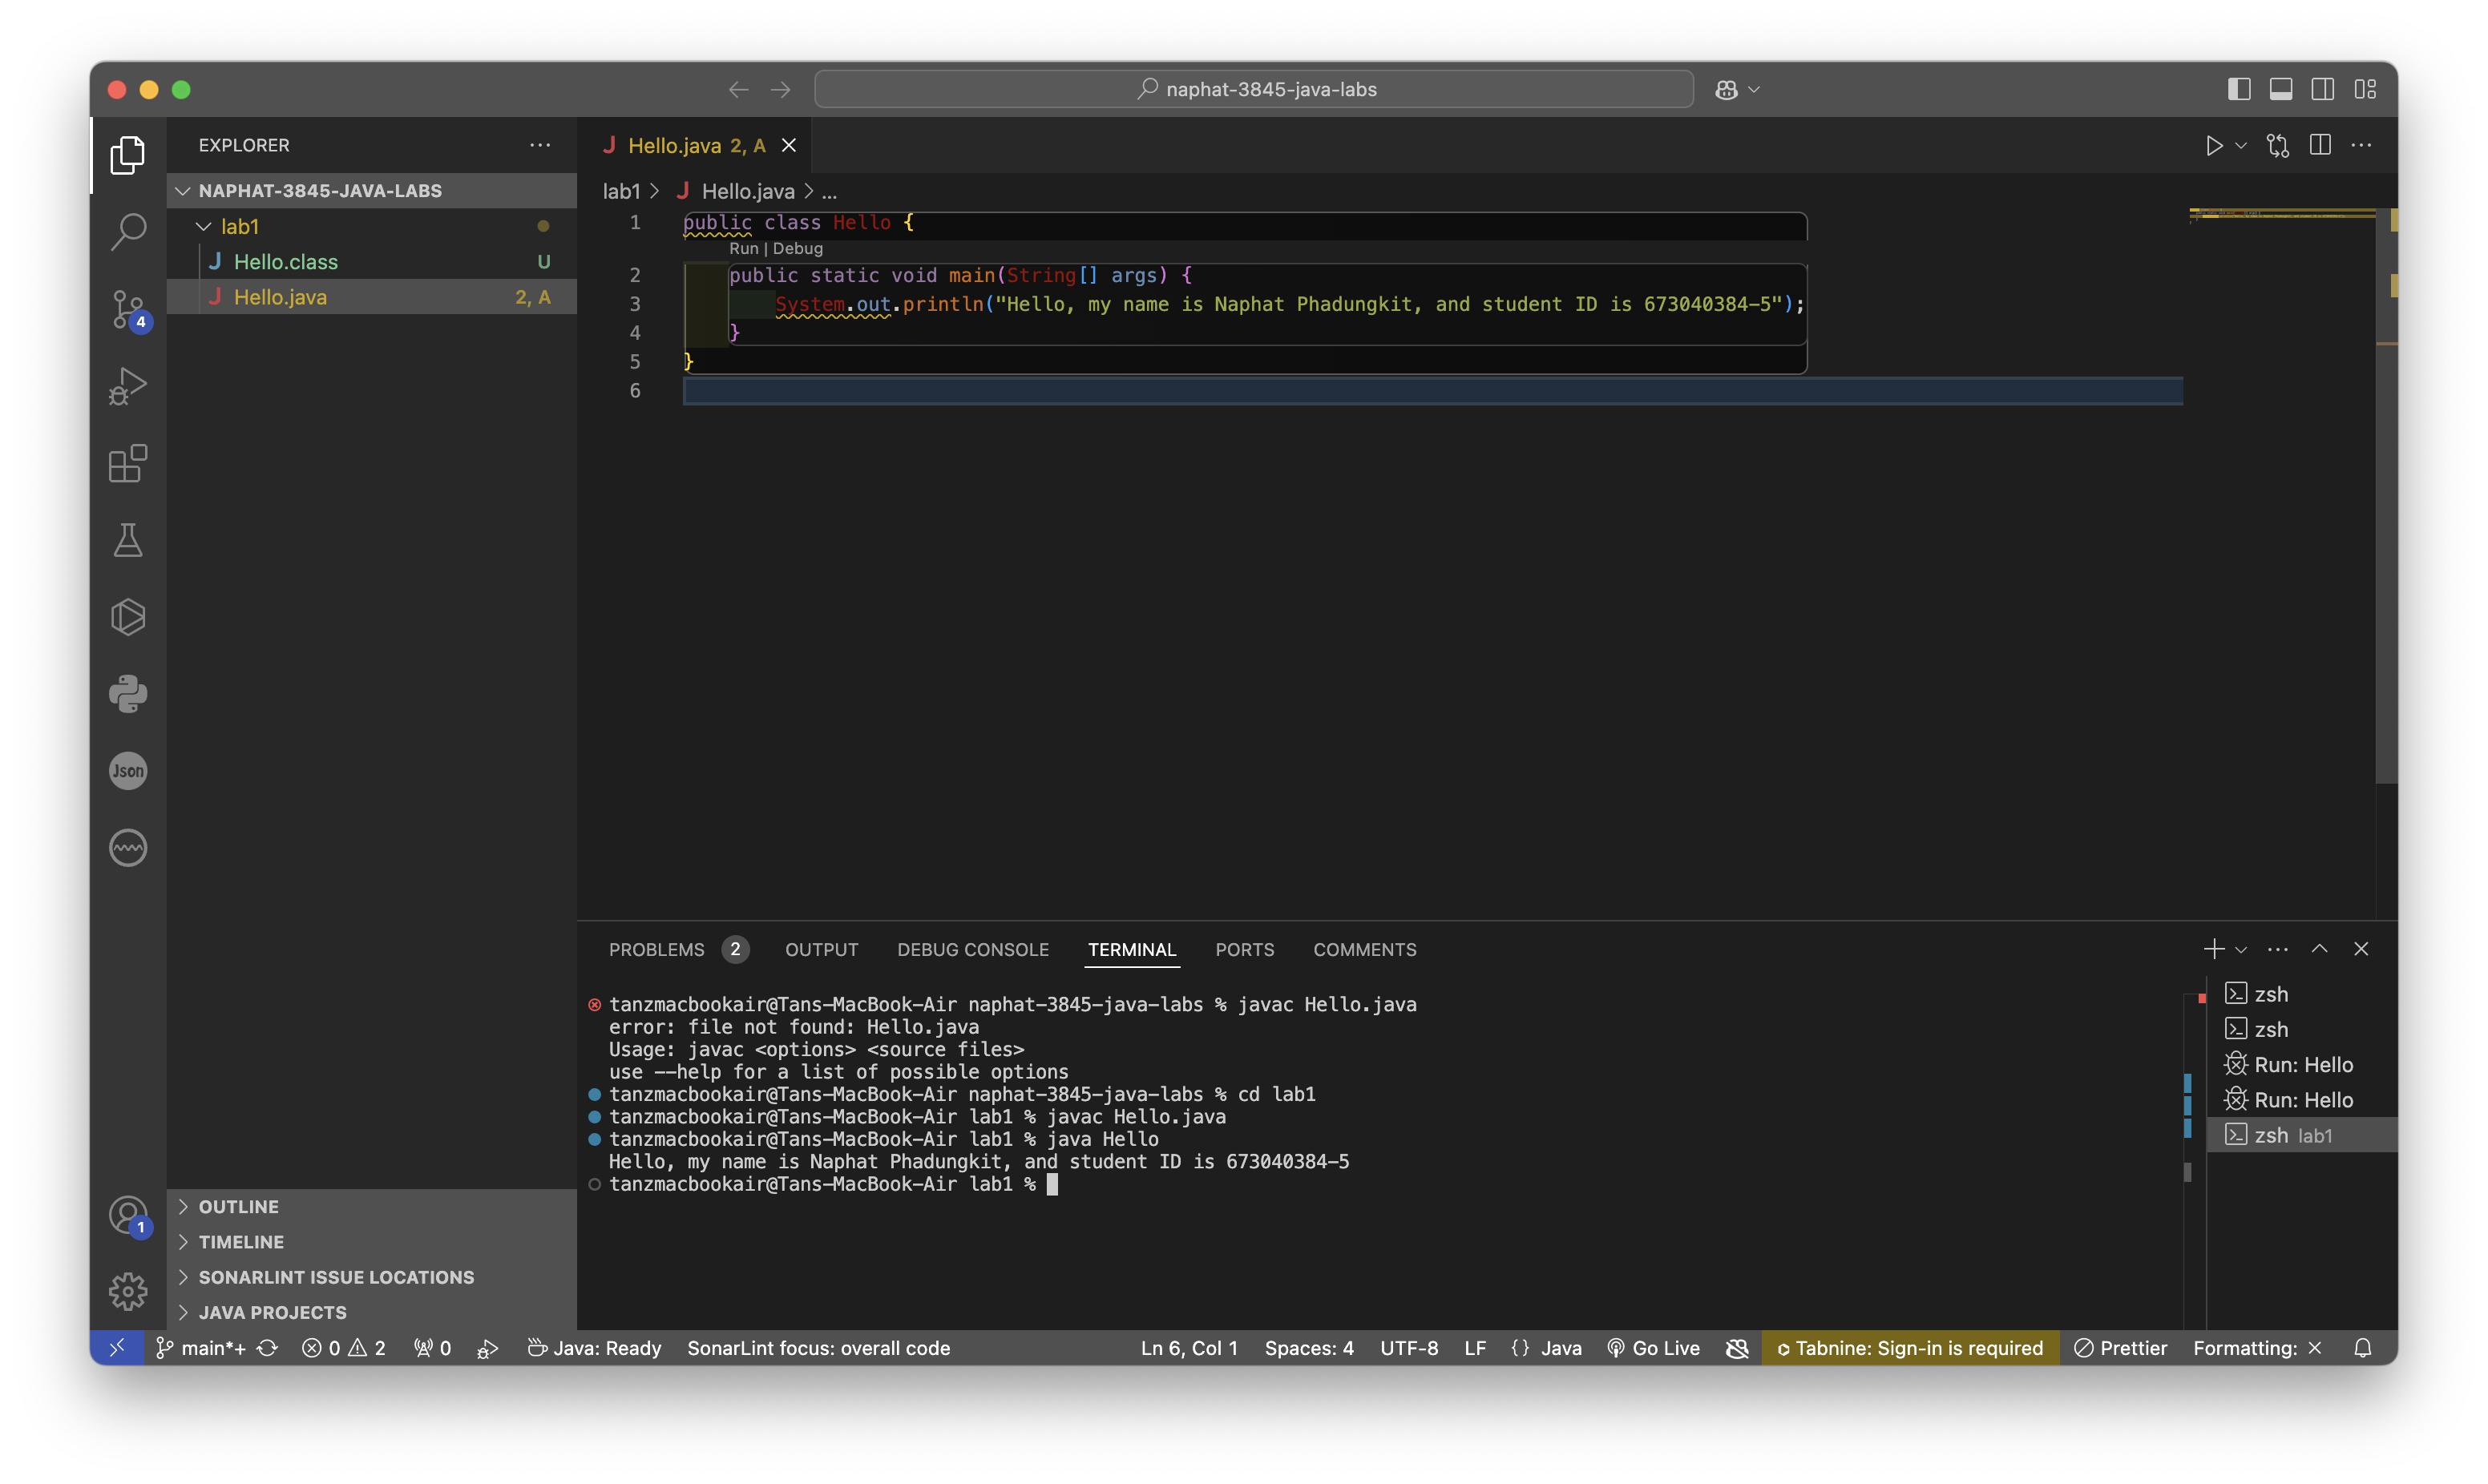 naphat-3845-java-labs
EXPLORER
NAPHAT-3845-JAVA-LABS
lab1
Hello.class U
Hello.java 2, A
OUTLINE
TIMELINE
SONARLINT ISSUE LOCATIONS
JAVA PROJECTS
Hello.java 2, A
lab1 > Hello.java > ...
1 public class Hello {
Run | Debug
2 public static void main(String[] args) {
3 System.out.println("Hello, my name is Naphat Phadungkit, and student ID is 673040384-5");
4 }
5 }
6
4
Json
1
PROBLEMS 2 OUTPUT DEBUG CONSOLE TERMINAL PORTS COMMENTS
tanzmacbookair@Tans-MacBook-Air naphat-3845-java-labs % javac Hello.java
error: file not found: Hello.java
Usage: javac <options> <source files>
use --help for a list of possible options
tanzmacbookair@Tans-MacBook-Air naphat-3845-java-labs % cd lab1
tanzmacbookair@Tans-MacBook-Air lab1 % javac Hello.java
tanzmacbookair@Tans-MacBook-Air lab1 % java Hello
Hello, my name is Naphat Phadungkit, and student ID is 673040384-5
tanzmacbookair@Tans-MacBook-Air lab1 %
zsh
zsh
Run: Hello
Run: Hello
zsh lab1
main*+ 0 2 0 Java: Ready SonarLint focus: overall code Ln 6, Col 1 Spaces: 4 UTF-8 LF {} Java Go Live Tabnine: Sign-in is required Prettier Formatting: ×